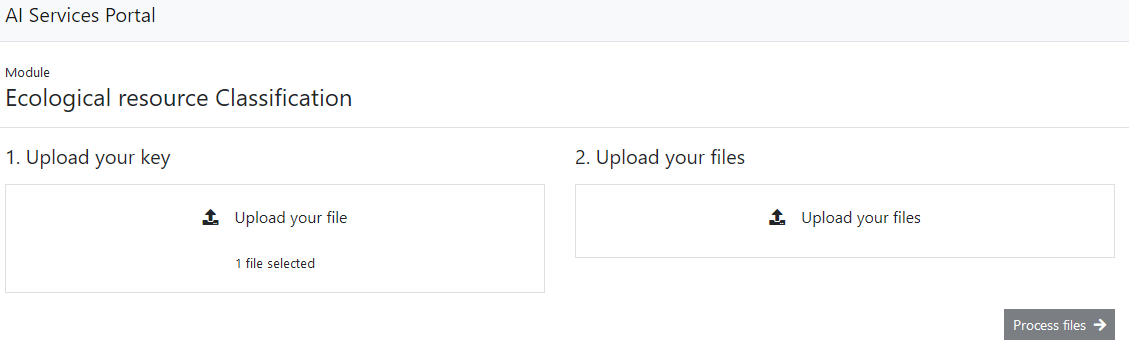 AI Services Portal
Module
Ecological resource Classification
1. Upload your key
Upload your file
1 file selected
2. Upload your files
Upload your files
Process files